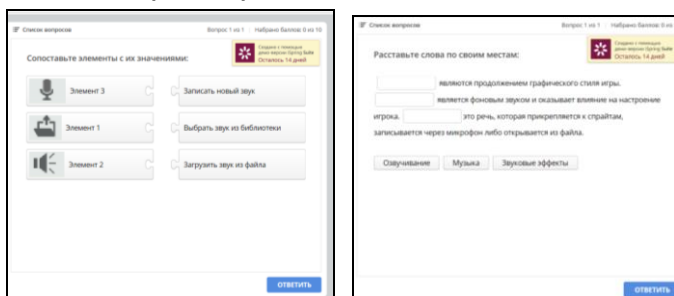 Список вопросов
Вопрос 1 из 1 | Набрано баллов: 0 из 10
Сопоставьте элементы с их значениями:
Создано с помощью
демо-версии iSpring Suite
Осталось 14 дней
Элемент 3
Записать новый звук
Элемент 1
Выбрать звук из библиотеки
Элемент 2
Загрузить звук из файла
ОТВЕТИТЬ
Список вопросов
Вопрос 1 из 1 | Набрано баллов: 0 из
Расставьте слова по своим местам:
Создано с помощью
демо-версии iSpring Suite
Осталось 14 дней
являются продолжением графического стиля игры.
является фоновым звуком и оказывает влияние на настроение
игрока. это речь, которая прикрепляется к спрайтам,
записывается через микрофон либо открывается из файла.
Озвучивание
Музыка
Звуковые эффекты
ОТВЕТИТЬ